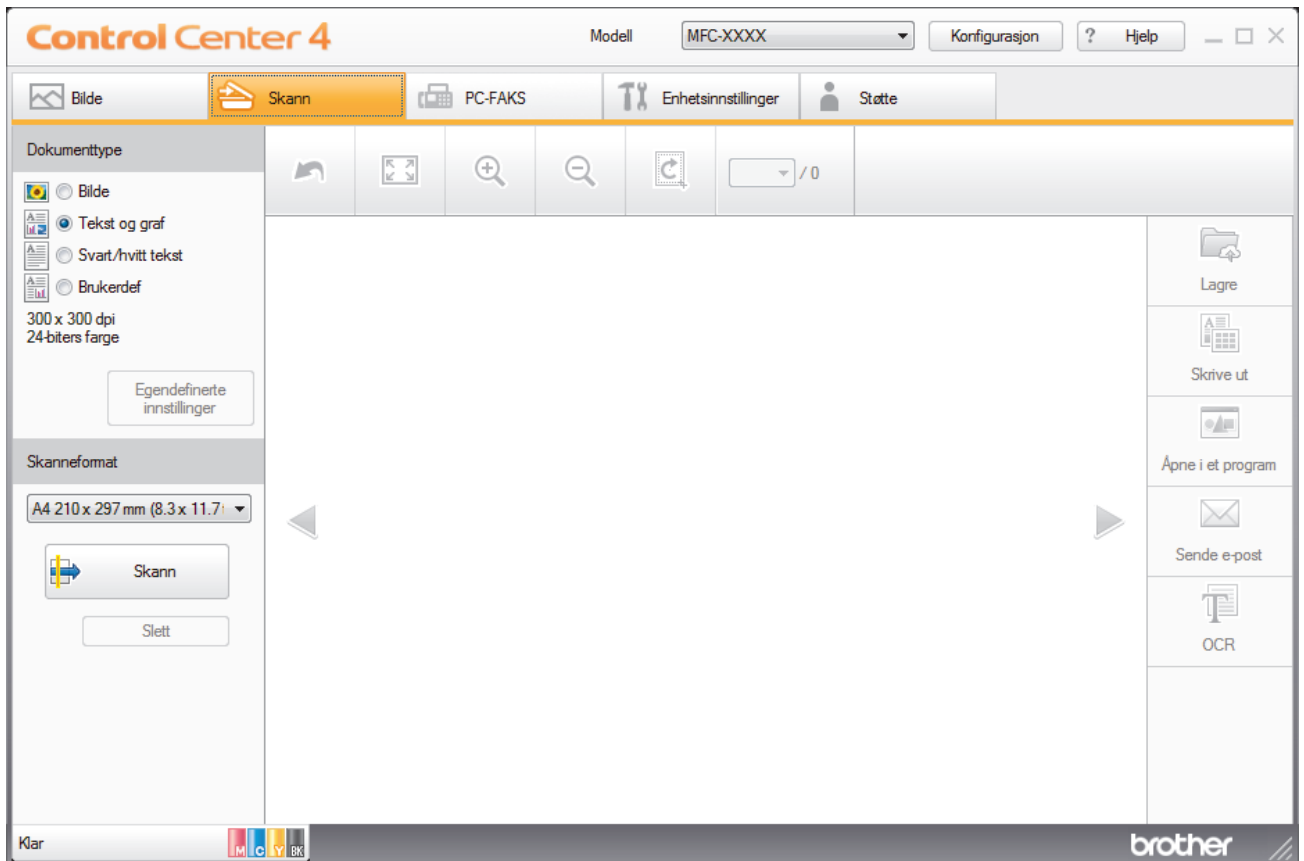 Control Center 4
Modell MFC-XXXX Konfigurasjon ? Hjelp
Bilde Skann PC-FAKS Enhetsinnstillinger Støtte
Dokumenttype
/ 0
Bilde
Tekst og graf
Svart/hvitt tekst
Brukerdef
300 x 300 dpi
24-biters farge
Egendefinerte
innstillinger
Skanneformat
A4 210 x 297 mm (8.3 x 11.7
Skann
Slett
Lagre
Skrive ut
Åpne i et program
Sende e-post
OCR
Klar
M C Y BK
brother